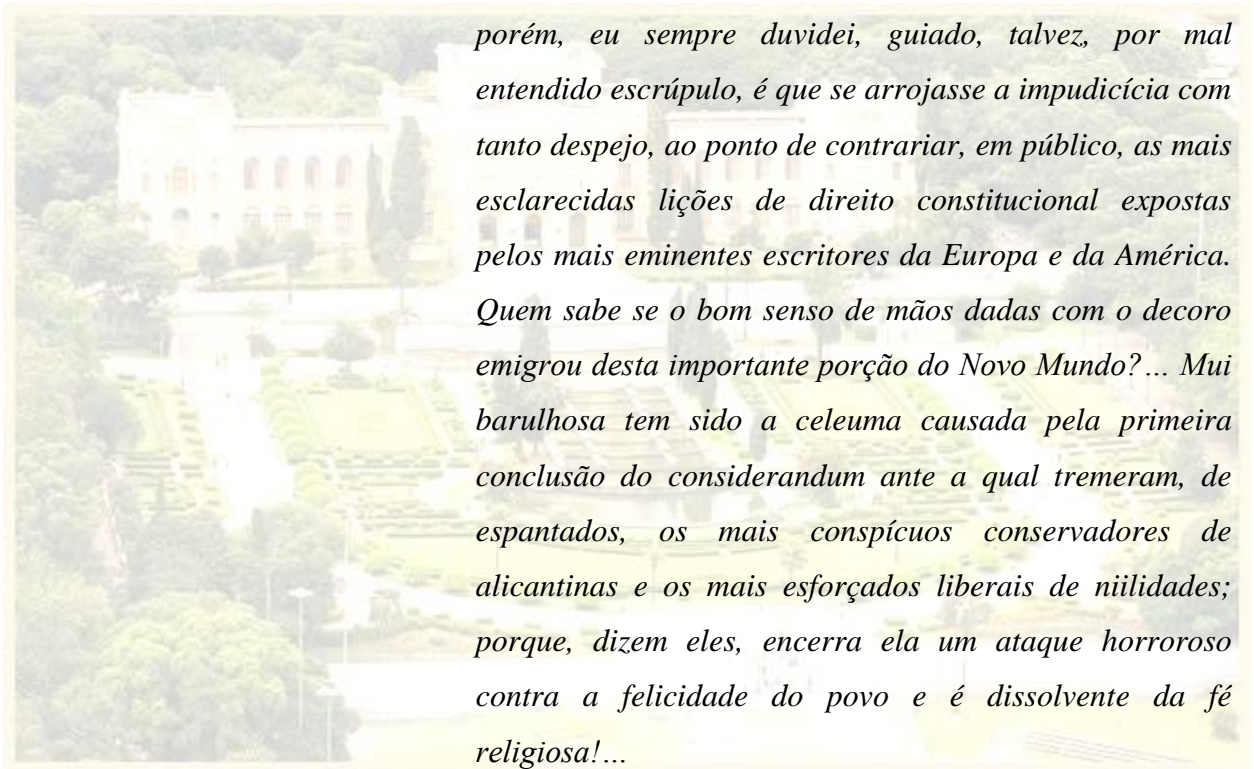 porém, eu sempre duvidei, guiado, talvez, por mal
entendido escrúpulo, é que se arrojasse a impudicícia com
tanto despejo, ao ponto de contrariar, em público, as mais
esclarecidas lições de direito constitucional expostas
pelos mais eminentes escritores da Europa e da América.
Quem sabe se o bom senso de mãos dadas com o decoro
emigrou desta importante porção do Novo Mundo?… Mui
barulhosa tem sido a celeuma causada pela primeira
conclusão do considerandum ante a qual tremeram, de
espantados, os mais conspícuos conservadores de
alicantinas e os mais esforçados liberais de niilidades;
porque, dizem eles, encerra ela um ataque horroroso
contra a felicidade do povo e é dissolvente da fé
religiosa!…